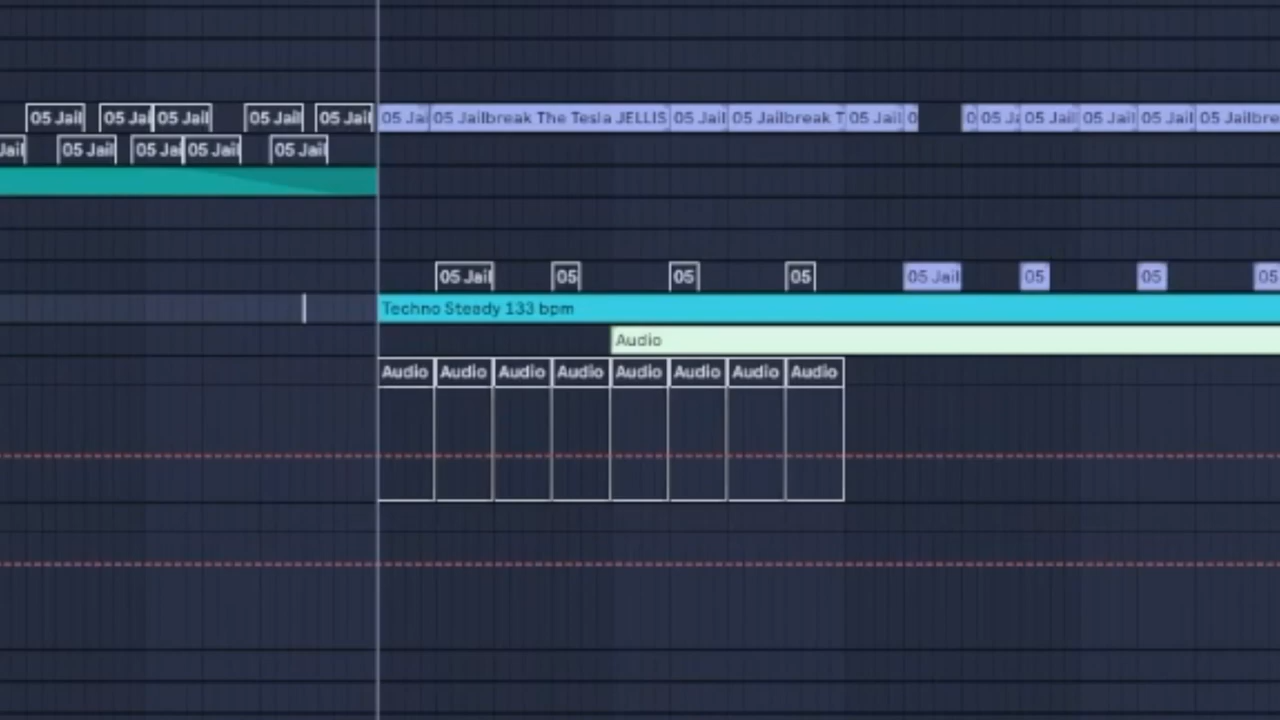 05 Jail 05 Jai 05 Jail 05 Jail 05 Jail 05 Jai 05 Jailbreak The Tesla JELLIS 05 Jail 05 Jailbreak T 05 Jail 0 0 05 Ja 05 Jail 05 Jail 05 Jail 05 Jailbre
Jail 05 Jail 05 Jai 05 Jail 05 Jail
05 Jail 05 05 05 05 Jail 05 05 05
Techno Steady 133 bpm
Audio
Audio Audio Audio Audio Audio Audio Audio Audio